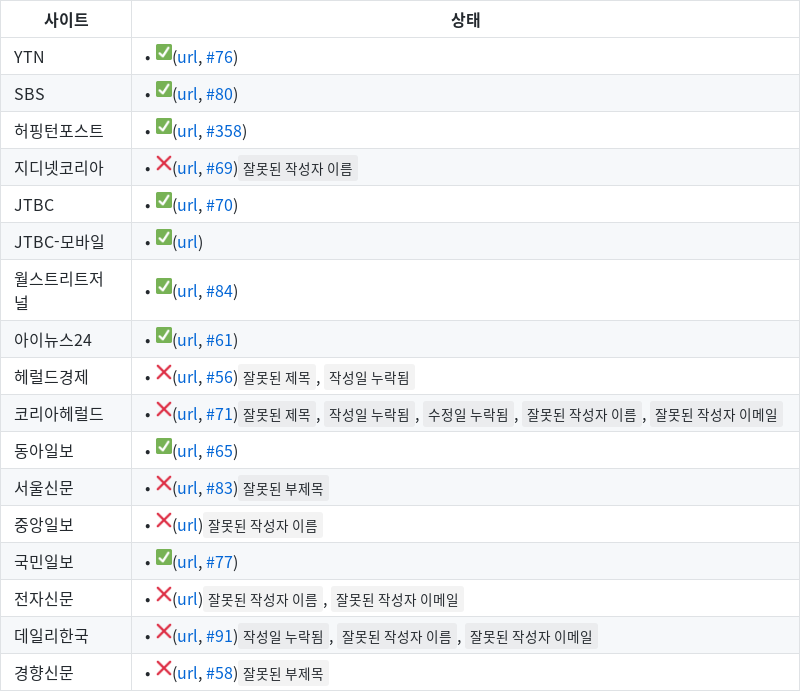 사이트 상태
YTN • ✅(url, #76)
SBS • ✅(url, #80)
허핑턴포스트 • ✅(url, #358)
지디넷코리아 • ❌(url, #69) 잘못된 작성자 이름
JTBC • ✅(url, #70)
JTBC-모바일 • ✅(url)
월스트리트저
널 • ✅(url, #84)
아이뉴스24 • ✅(url, #61)
헤럴드경제 • ❌(url, #56) 잘못된 제목 , 작성일 누락됨
코리아헤럴드 • ❌(url, #71) 잘못된 제목 , 작성일 누락됨 , 수정일 누락됨 , 잘못된 작성자 이름 , 잘못된 작성자 이메일
동아일보 • ✅(url, #65)
서울신문 • ❌(url, #83) 잘못된 부제목
중앙일보 • ❌(url) 잘못된 작성자 이름
국민일보 • ✅(url, #77)
전자신문 • ❌(url) 잘못된 작성자 이름 , 잘못된 작성자 이메일
데일리한국 • ❌(url, #91) 작성일 누락됨 , 잘못된 작성자 이름 , 잘못된 작성자 이메일
경향신문 • ❌(url, #58) 잘못된 부제목